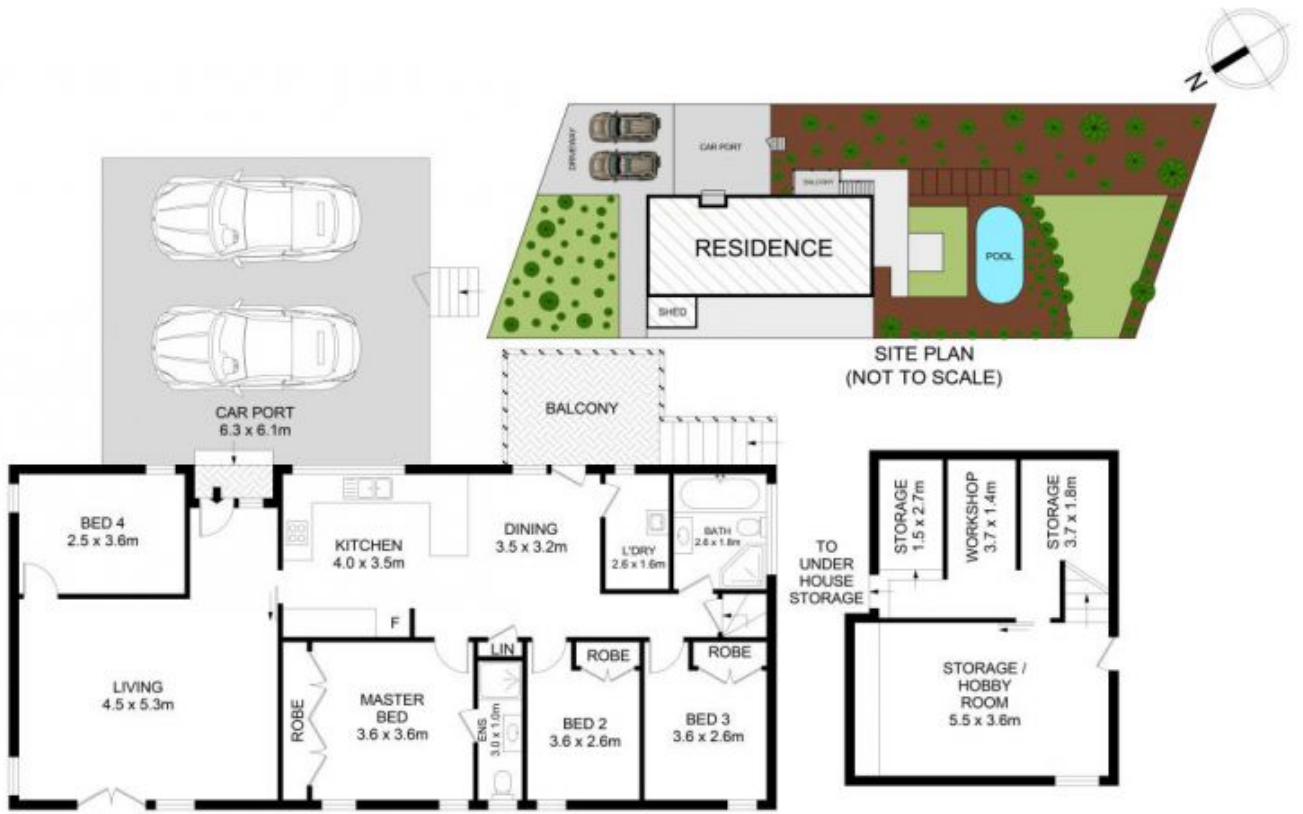 N
DRIVEWAY
CAR PORT
BALCONY
RESIDENCE
POOL
SHED
SITE PLAN
(NOT TO SCALE)
CAR PORT
6.3 x 6.1m
BALCONY
BED 4
2.5 x 3.6m
KITCHEN
4.0 x 3.5m
DINING
3.5 x 3.2m
L'DRY
2.6 x 1.6m
BATH
2.6 x 1.8m
F
LIN
LIVING
4.5 x 5.3m
ROBE
MASTER
BED
3.6 x 3.6m
ENS
3.0 x 1.0m
ROBE
BED 2
3.6 x 2.6m
ROBE
BED 3
3.6 x 2.6m
TO
UNDER
HOUSE
STORAGE
STORAGE
1.5 x 2.7m
WORKSHOP
3.7 x 1.4m
STORAGE
3.7 x 1.8m
STORAGE /
HOBBY
ROOM
5.5 x 3.6m